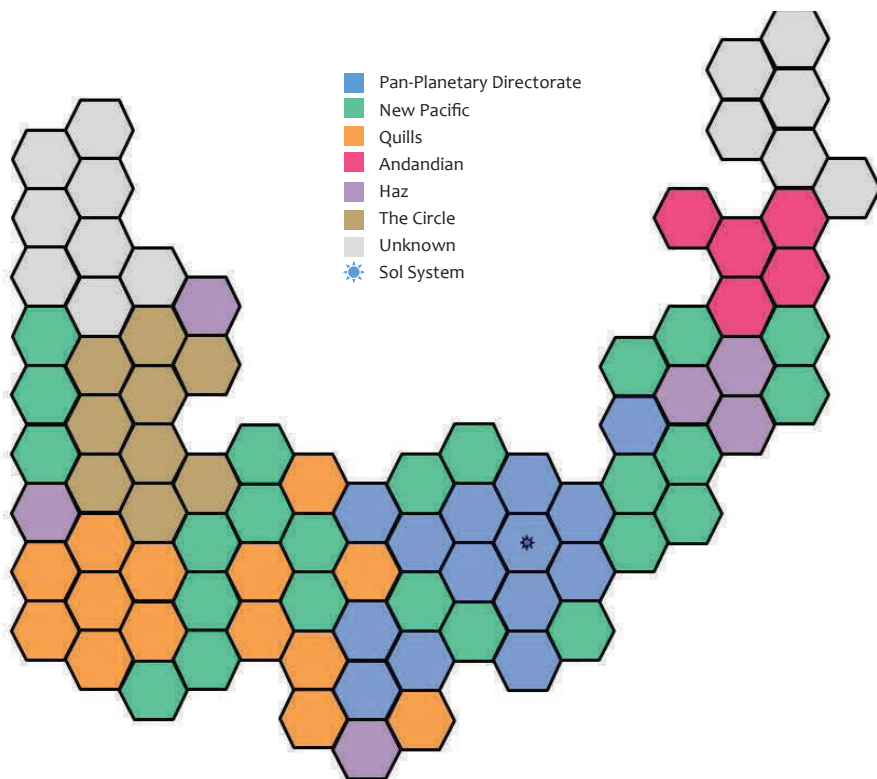 Pan-Planetary Directorate
New Pacific
Quills
Andandian
Haz
The Circle
Unknown
Sol System